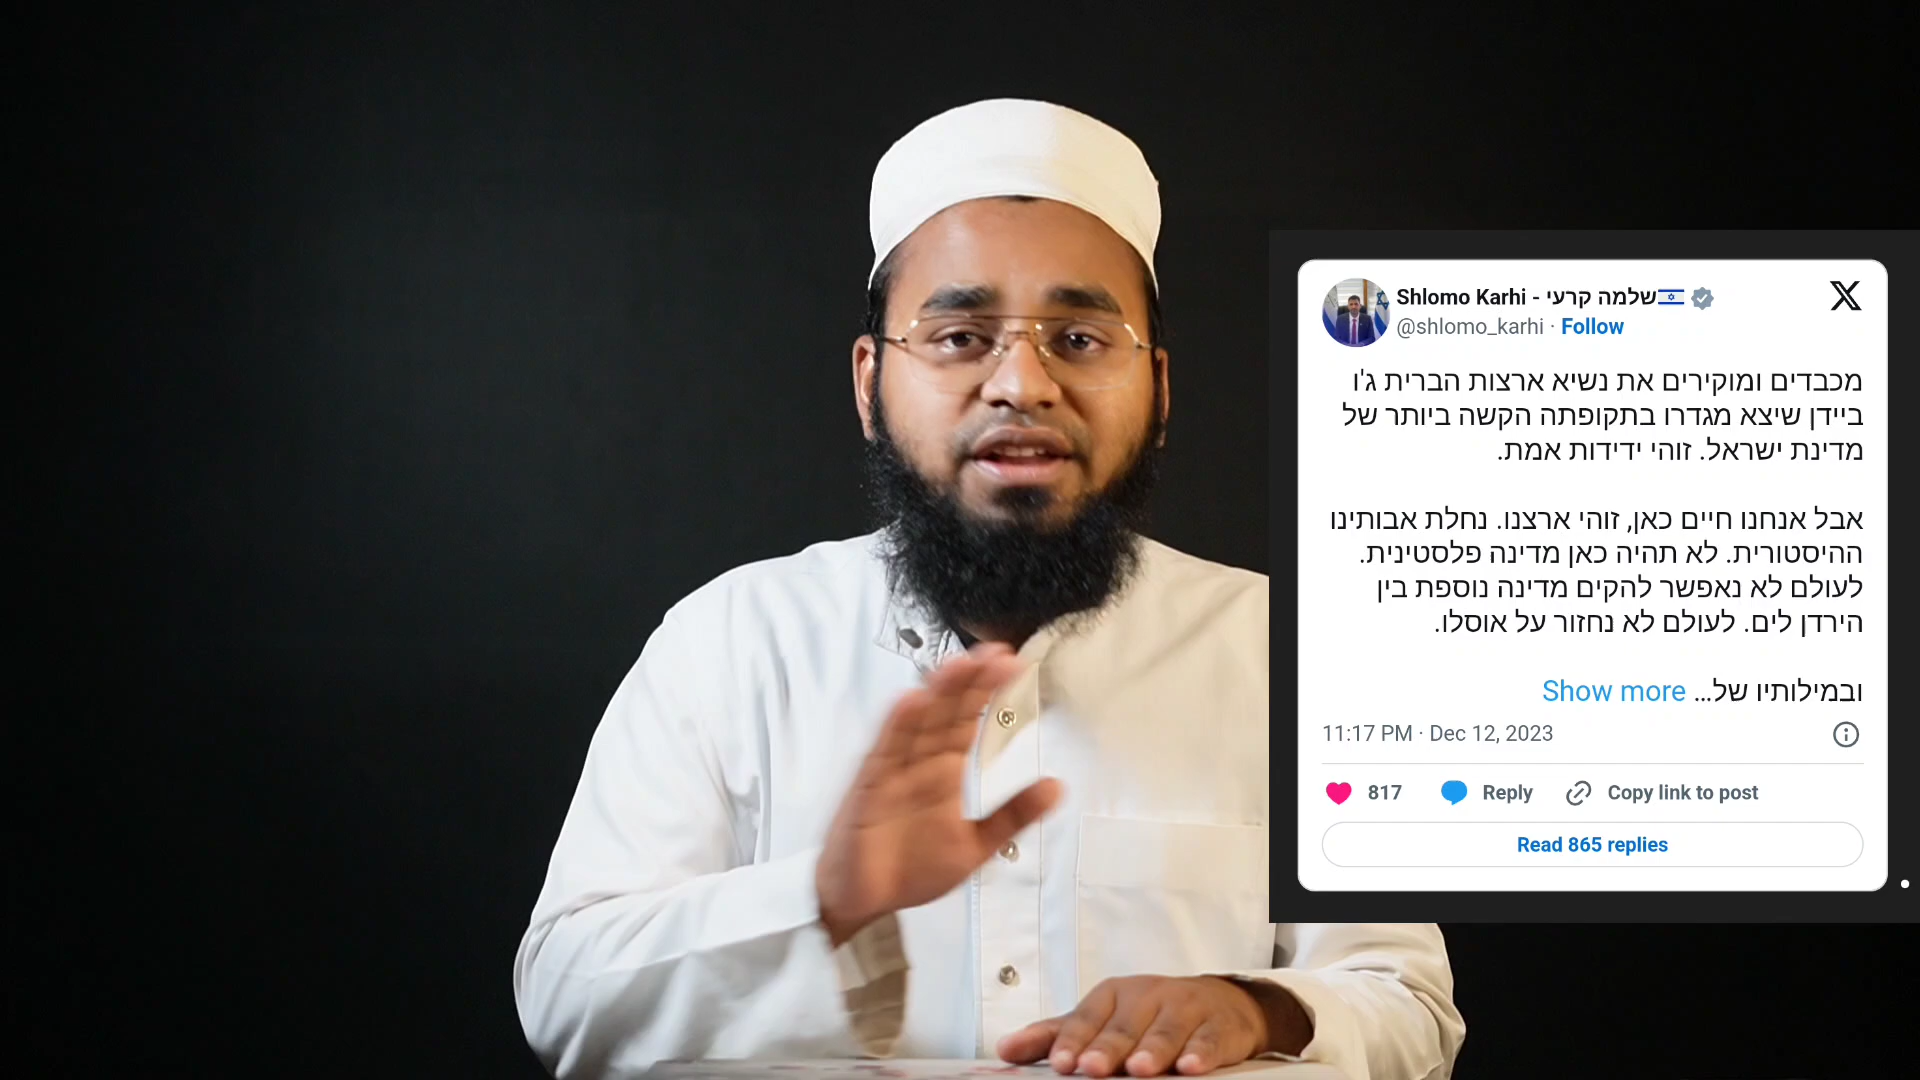 Shlomo Karhi - שלמה קרעי🇮🇱
@shlomo_karhi · Follow
X
מכבדים ומוקירים את נשיא ארצות הברית ג'ו
ביידן שיצא מגדרו בתקופתה הקשה ביותר של
מדינת ישראל. זוהי ידידות אמת.
אבל אנחנו חיים כאן, זוהי ארצנו. נחלת אבותינו
ההיסטורית. לא תהיה כאן מדינה פלסטינית.
לעולם לא נאפשר להקים מדינה נוספת בין
הירדן לים. לעולם לא נחזור על אוסלו.
ובמילותיו של... Show more
11:17 PM · Dec 12, 2023
817 Reply Copy link to post
Read 865 replies